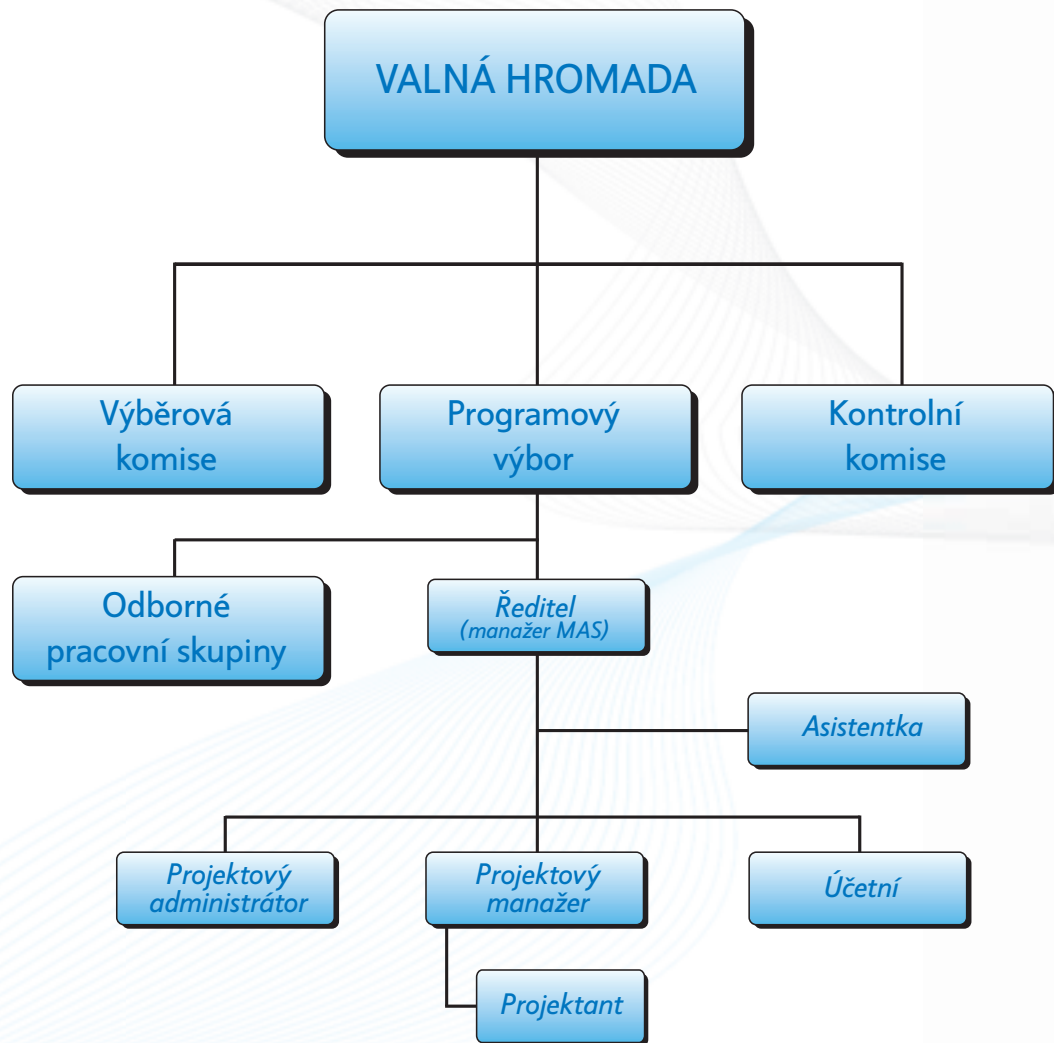 VALNÁ HROMADA
Výběrová
komise
Programový
výbor
Kontrolní
komise
Odborné
pracovní skupiny
Ředitel
(manažer MAS)
Asistentka
Projektový
administrátor
Projektový
manažer
Účetní
Projektant